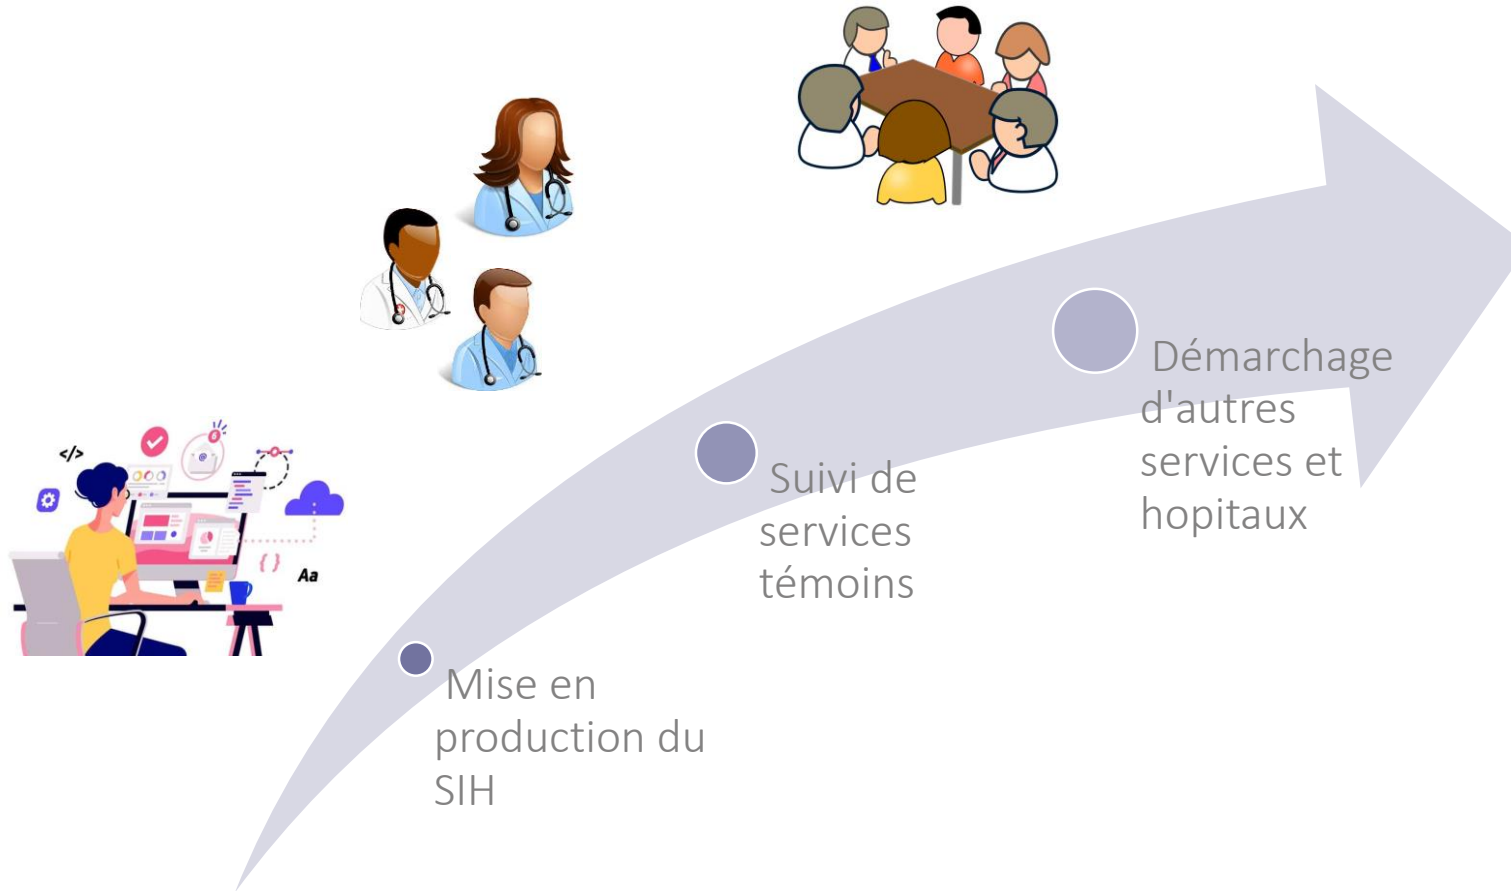 </>
Aa
Mise en
production du
SIH
Suivi de
services
témoins
Démarchage
d'autres
services et
hopitaux